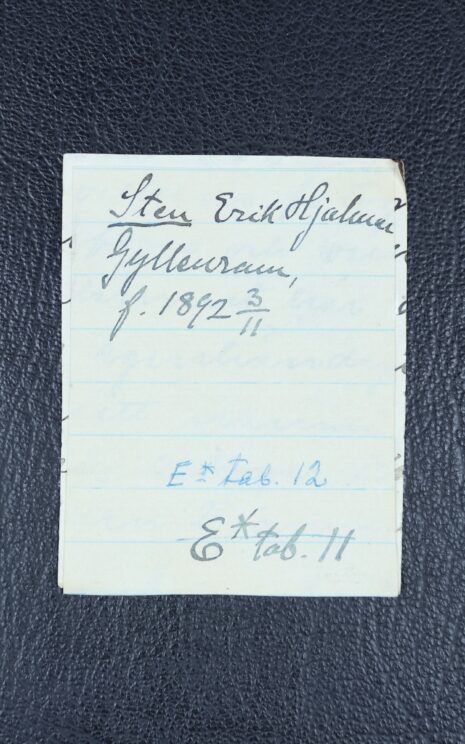 Sten Erik Hjalmar
Gyllenram,
f. 1892 3/11
E* tab. 12
E* tab. 11